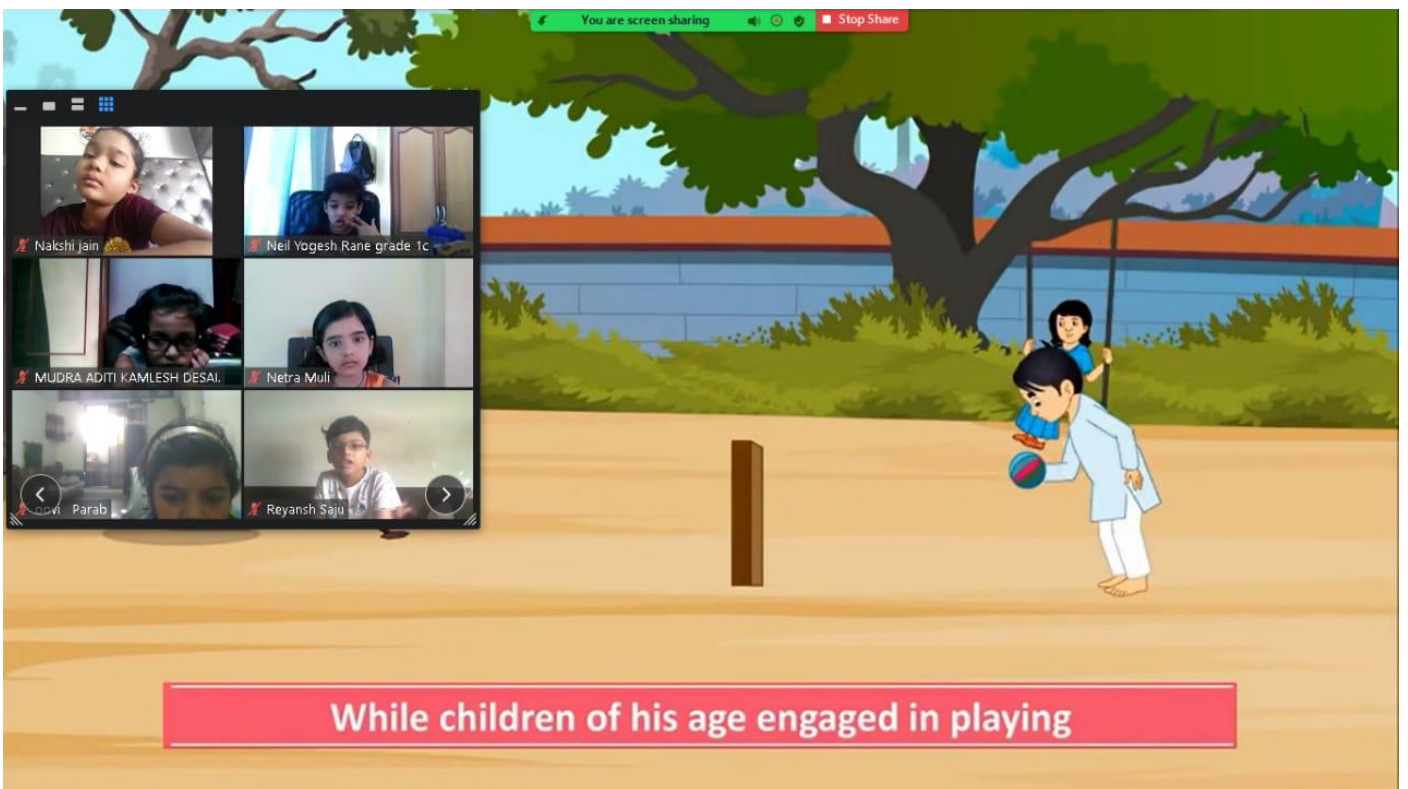 You are screen sharing
Stop Share
Nakshi jain
Neil Yogesh Rane grade 1c
MUDRA ADITI KAMLESH DESAI.
Netra Muli
Parab
Reyansh Saju
While children of his age engaged in playing